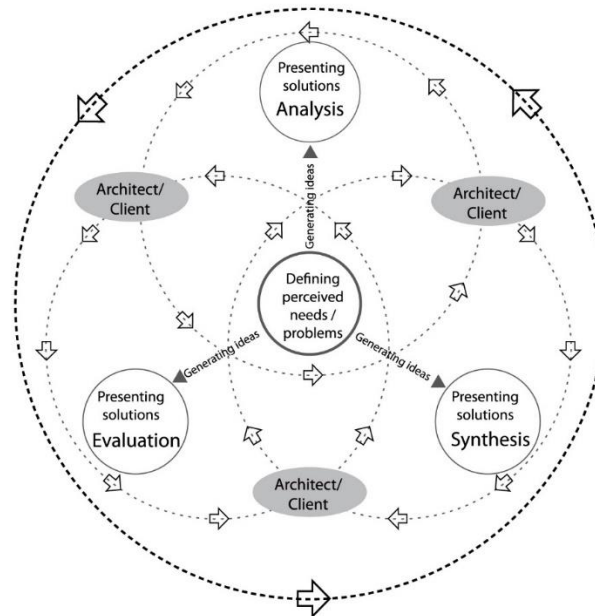 Presenting
solutions
Analysis
Architect/
Client
Architect/
Client
Generating ideas
Defining
perceived
needs /
problems
Generating ideas
Generating ideas
Presenting
solutions
Evaluation
Presenting
solutions
Synthesis
Architect/
Client